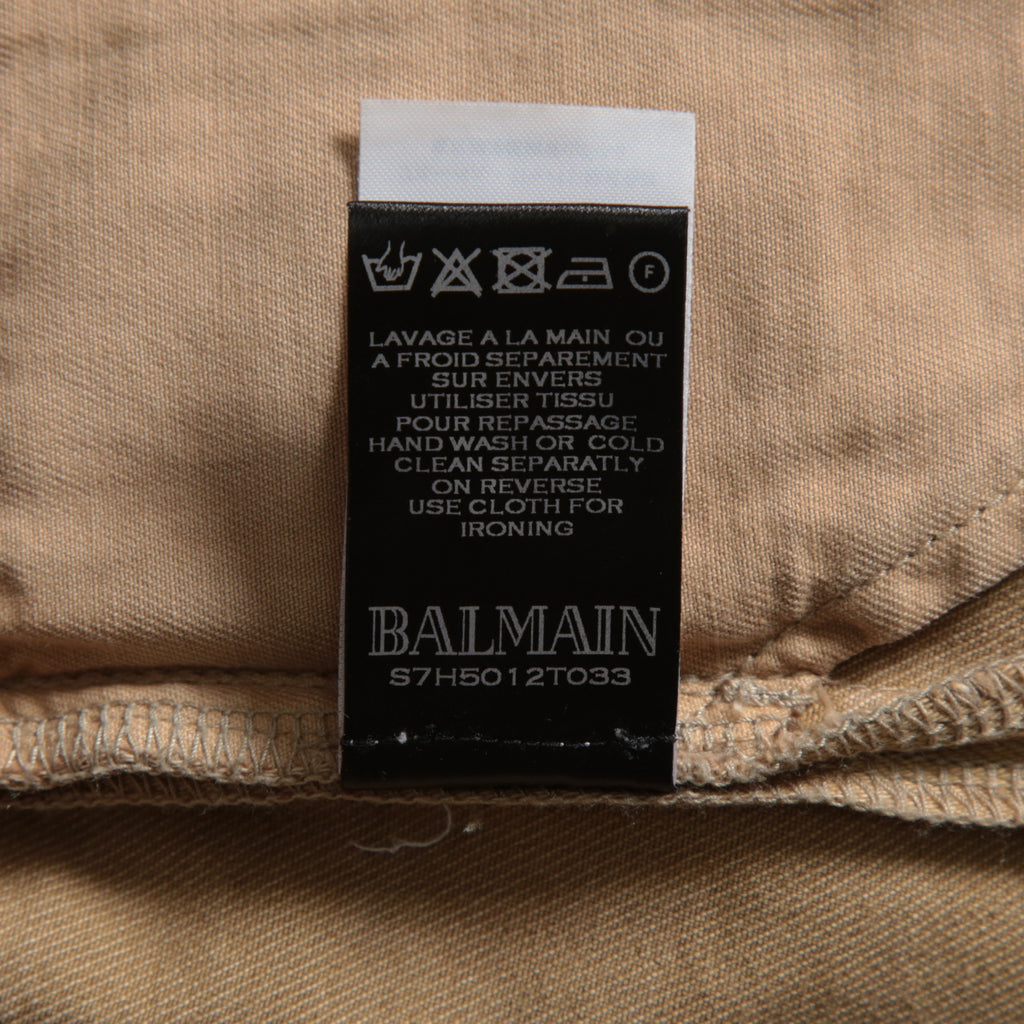 F
LAVAGE A LA MAIN OU
A FROID SEPAREMENT
SUR ENVERS
UTILISER TISSU
POUR REPASSAGE
HAND WASH OR COLD
CLEAN SEPARATLY
ON REVERSE
USE CLOTH FOR
IRONING
BALMAIN
S7H5012T033